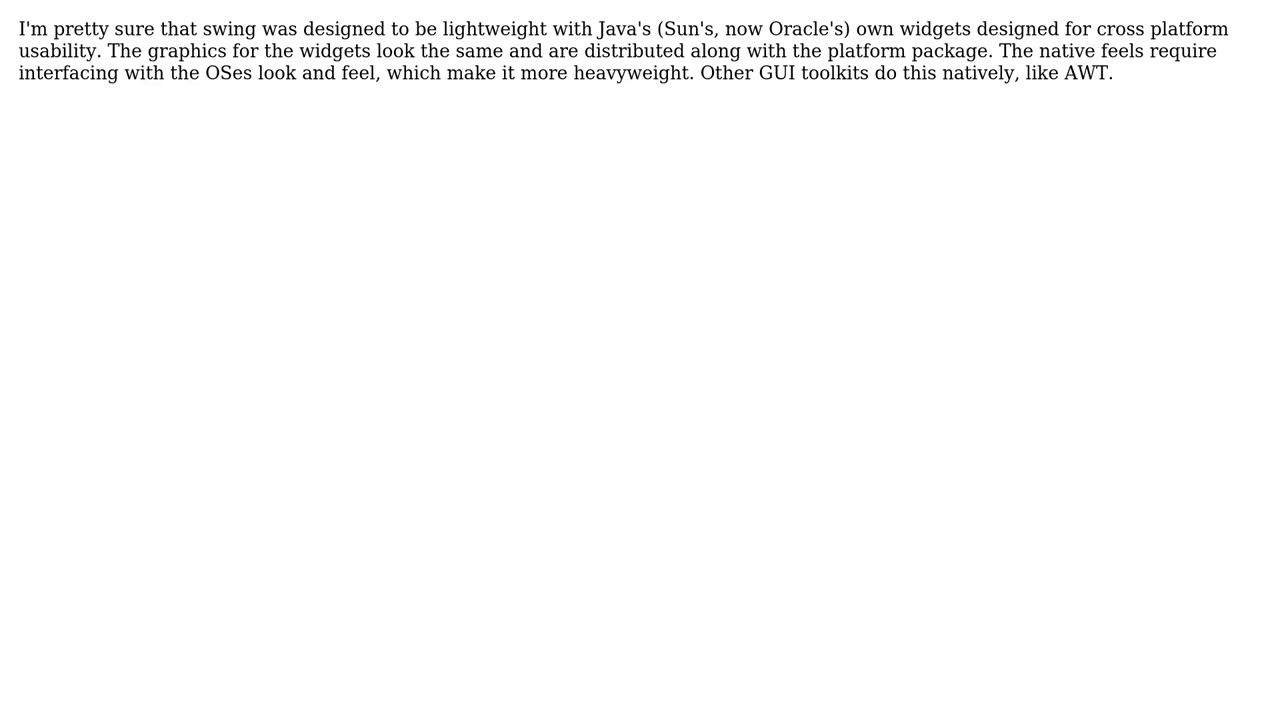 I'm pretty sure that swing was designed to be lightweight with Java's (Sun's, now Oracle's) own widgets designed for cross platform
usability. The graphics for the widgets look the same and are distributed along with the platform package. The native feels require
interfacing with the OSes look and feel, which make it more heavyweight. Other GUI toolkits do this natively, like AWT.